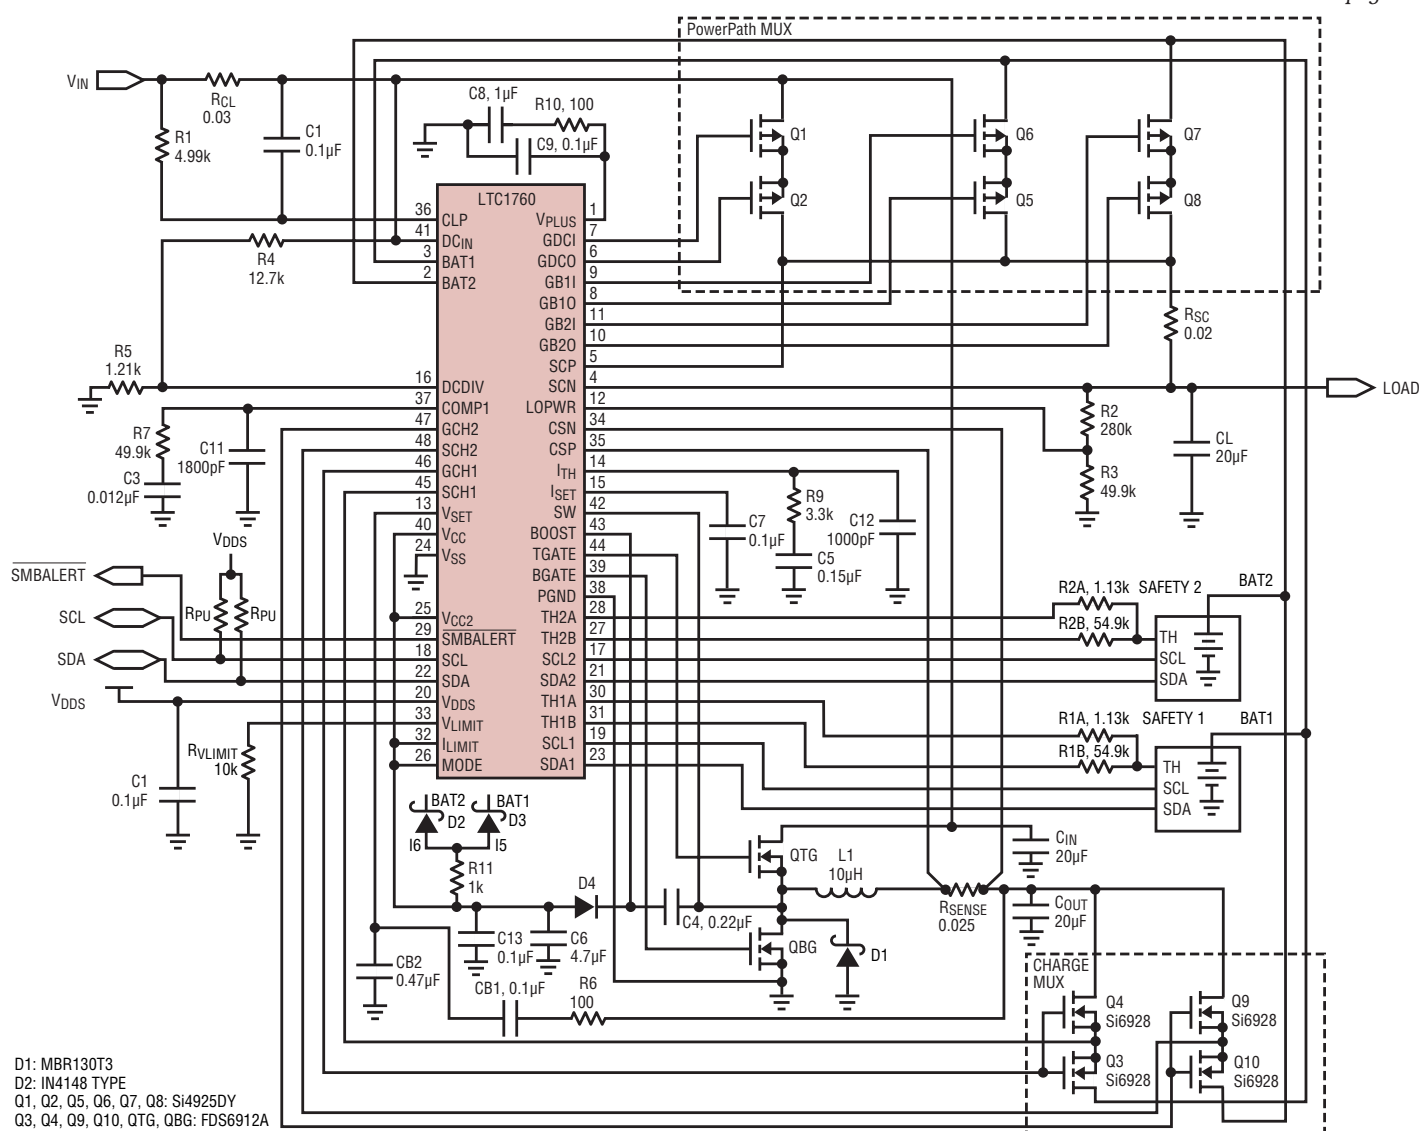 PowerPath MUX
VIN
RCL
0.03
R1
4.99k
C1
0.1µF
C8, 1µF
R10, 100
C9, 0.1µF
Q1
Q2
Q6
Q5
Q7
Q8
LTC1760
36 CLP
41 DCIN
3 BAT1
2 BAT2
16 DCDIV
37 COMP1
47 GCH2
48 SCH2
46 GCH1
45 SCH1
13 VSET
40 VCC
24 VSS
25 VCC2
29 SMBALERT
18 SCL
22 SDA
20 VDDS
33 VLIMIT
32 ILIMIT
26 MODE
VPLUS 1
GDCI 7
GDCO 6
GB1I 9
GB1O 8
GB2I 11
GB2O 10
SCP 5
SCN 4
LOPWR 12
CSN 34
CSP 35
ITH 14
ISET 15
SW 42
BOOST 43
TGATE 44
BGATE 39
PGND 38
TH2A 28
TH2B 27
SCL2 17
SDA2 21
TH1A 30
TH1B 31
SCL1 19
SDA1 23
R4
12.7k
R5
1.21k
R7
49.9k
C11
1800pF
C3
0.012µF
VDDS
SMBALERT
SCL
SDA
RPU
RPU
VDDS
RVLIMIT
10k
C1
0.1µF
RSC
0.02
LOAD
R2
280k
CL
20µF
R3
49.9k
R9
3.3k
C7
0.1µF
C12
1000pF
C5
0.15µF
R2A, 1.13k SAFETY 2
BAT2
R2B, 54.9k
TH
SCL
SDA
R1A, 1.13k SAFETY 1
BAT1
R1B, 54.9k
TH
SCL
SDA
BAT2
D2
I6
BAT1
D3
I5
R11
1k
D4
C4, 0.22µF
C13
0.1µF
C6
4.7µF
CB2
0.47µF
CB1, 0.1µF
R6
100
QTG
L1
10µH
QBG
D1
CIN
20µF
RSENSE
0.025
COUT
20µF
CHARGE
MUX
Q4
Si6928
Q9
Si6928
Q3
Si6928
Q10
Si6928
D1: MBR130T3
D2: IN4148 TYPE
Q1, Q2, Q5, Q6, Q7, Q8: Si4925DY
Q3, Q4, Q9, Q10, QTG, QBG: FDS6912A